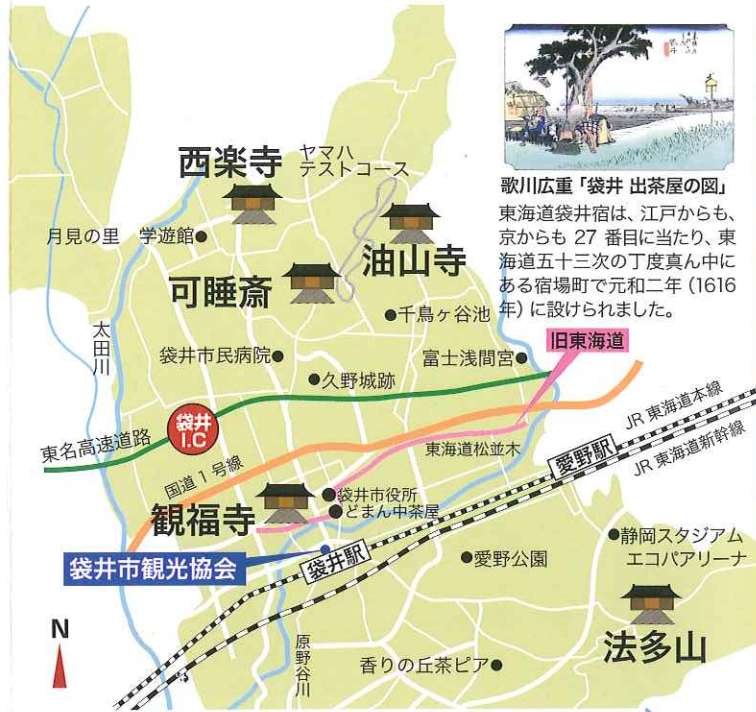 歌川広重「袋井 出茶屋の図」
東海道袋井宿は、江戸からも、
京からも 27 番目に当たり、東
海道五十三次の丁度真ん中に
ある宿場町で元和二年 (1616
年) に設けられました。
西楽寺
ヤマハ
テストコース
月見の里 学遊館
油山寺
可睡斎
千鳥ヶ谷池
太田川
袋井市民病院
富士浅間宮
旧東海道
久野城跡
袋井
I.C
東名高速道路
JR 東海道本線
国道1号線
東海道松並木
愛野駅
JR 東海道新幹線
袋井市役所
どまん中茶屋
観福寺
静岡スタジアム
エコパアリーナ
愛野公園
袋井市観光協会
袋井駅
N
原野谷川
法多山
香りの丘茶ピア